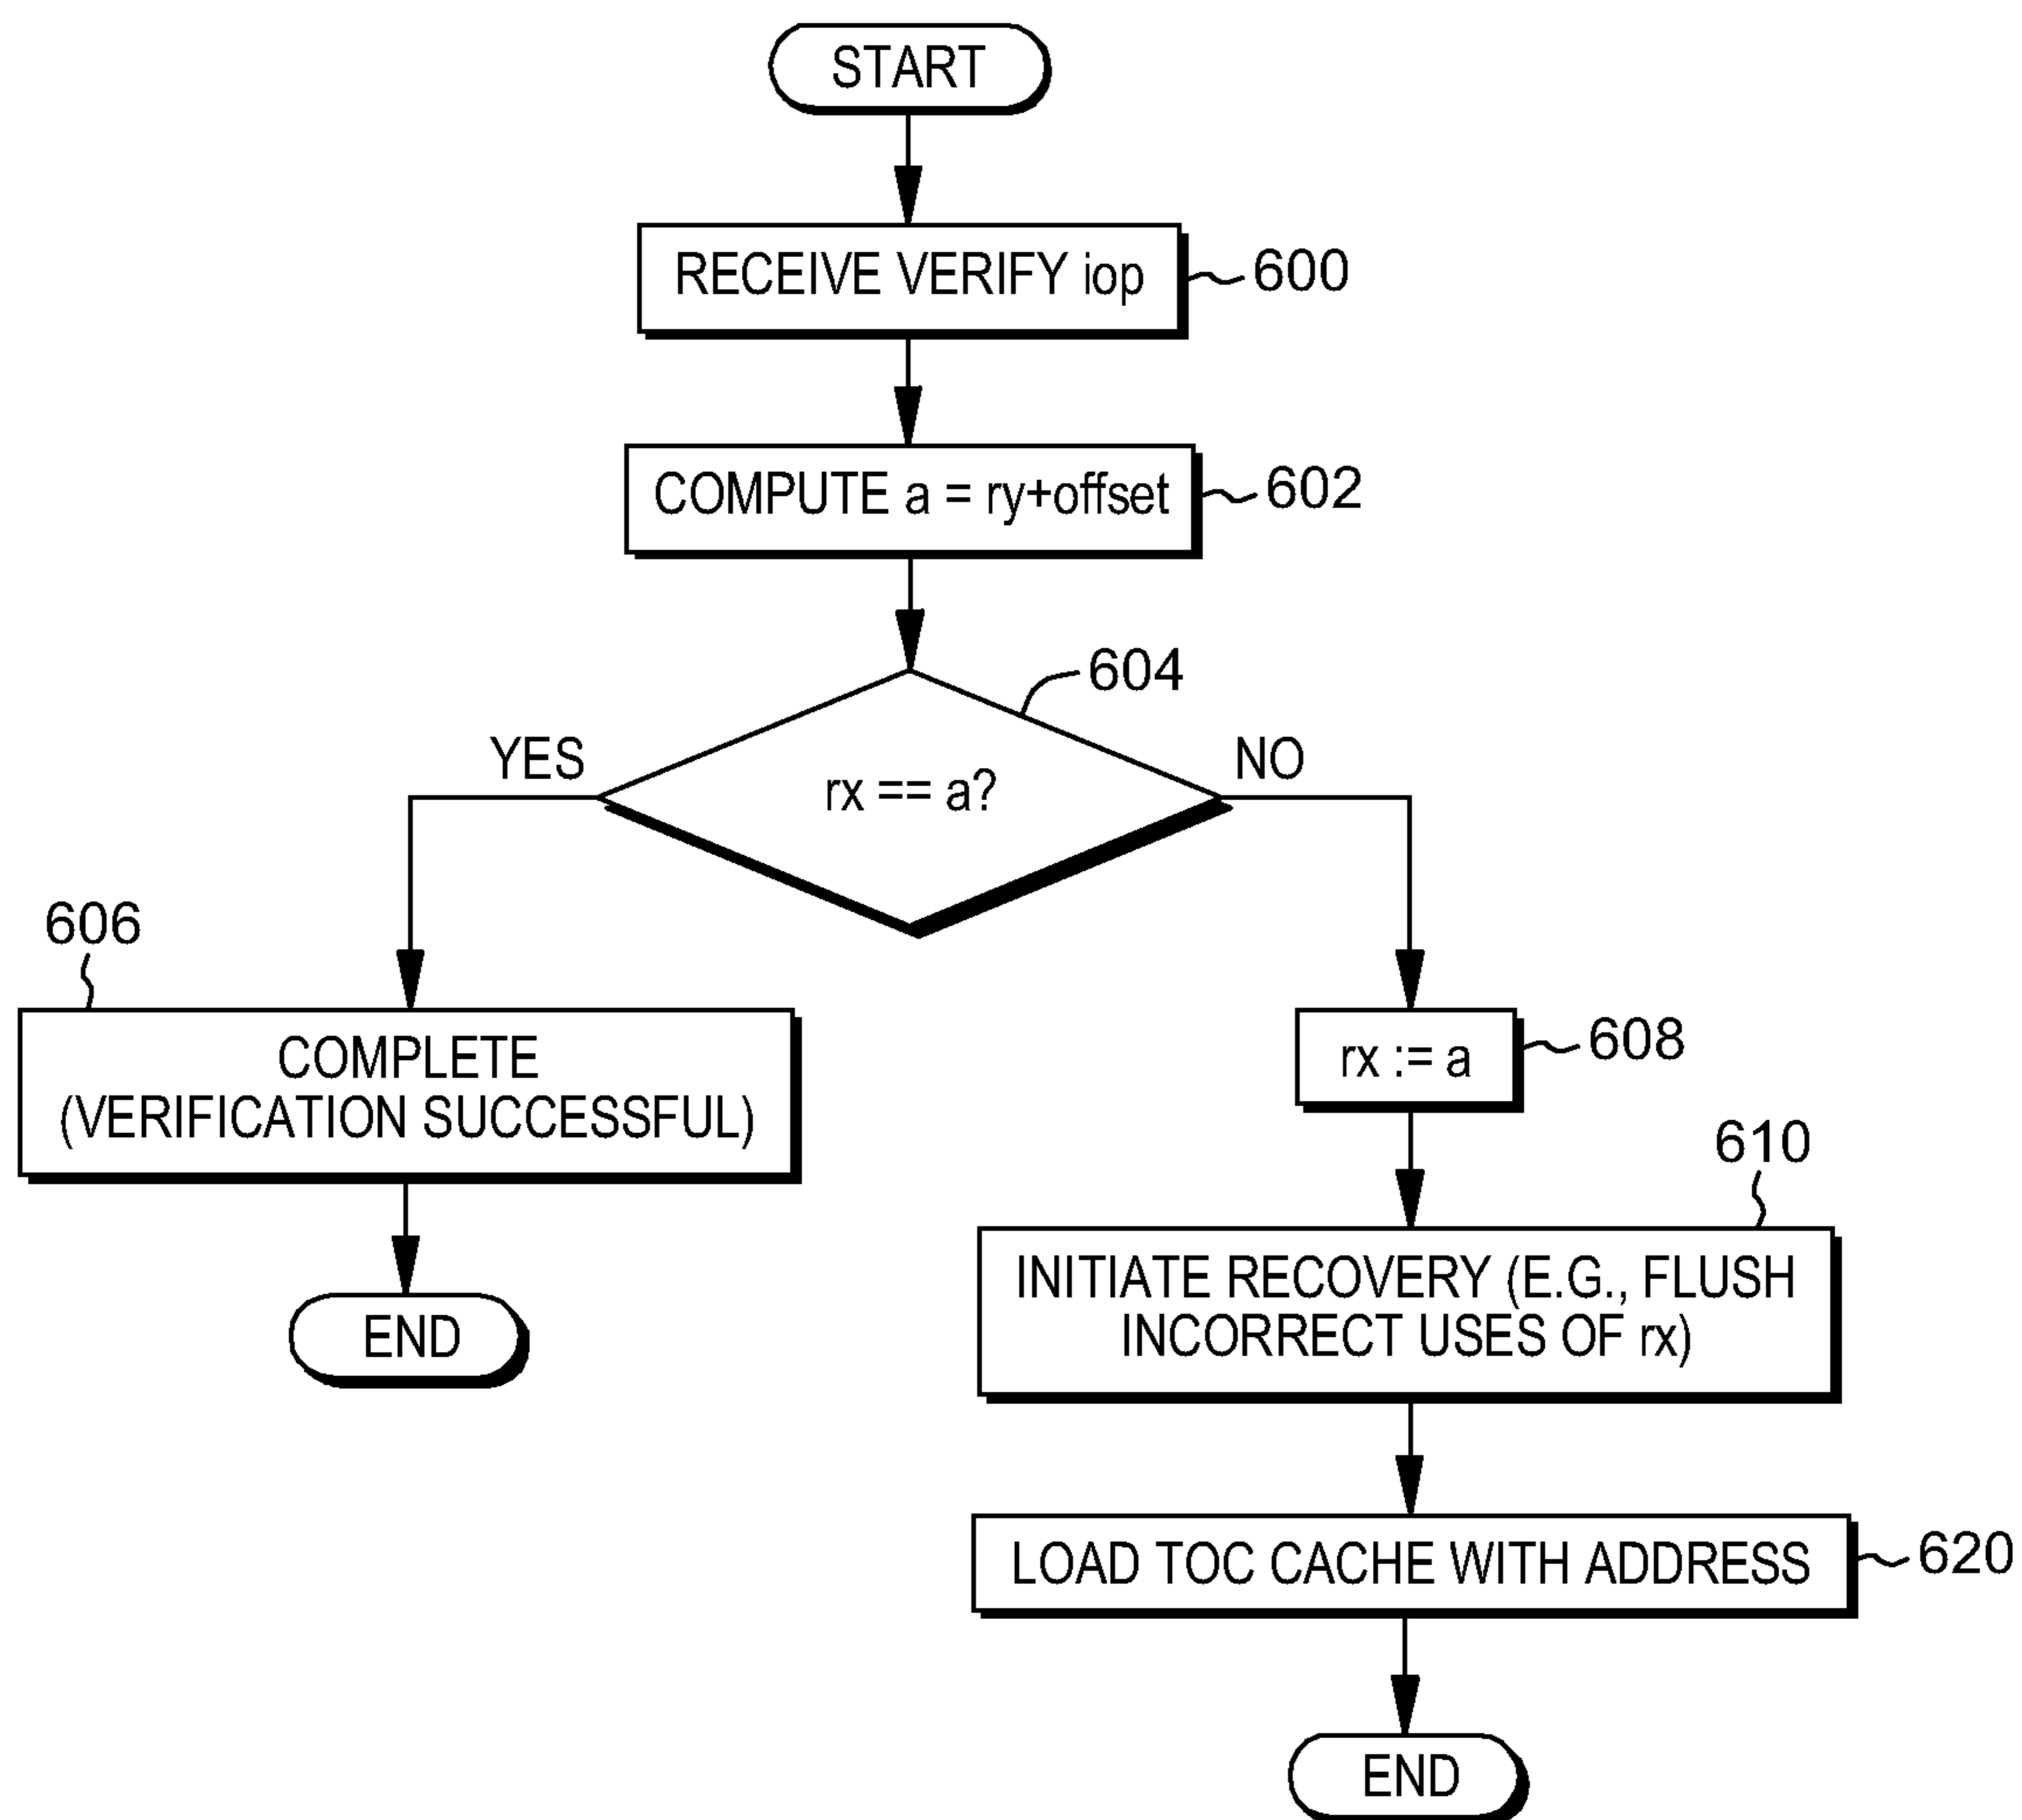 START
RECEIVE VERIFY iop
600
COMPUTE a = ry+offset
602
604
YES
NO
rx == a?
606
COMPLETE
(VERIFICATION SUCCESSFUL)
END
608
rx := a
610
INITIATE RECOVERY (E.G., FLUSH
INCORRECT USES OF rx)
LOAD TOC CACHE WITH ADDRESS
620
END